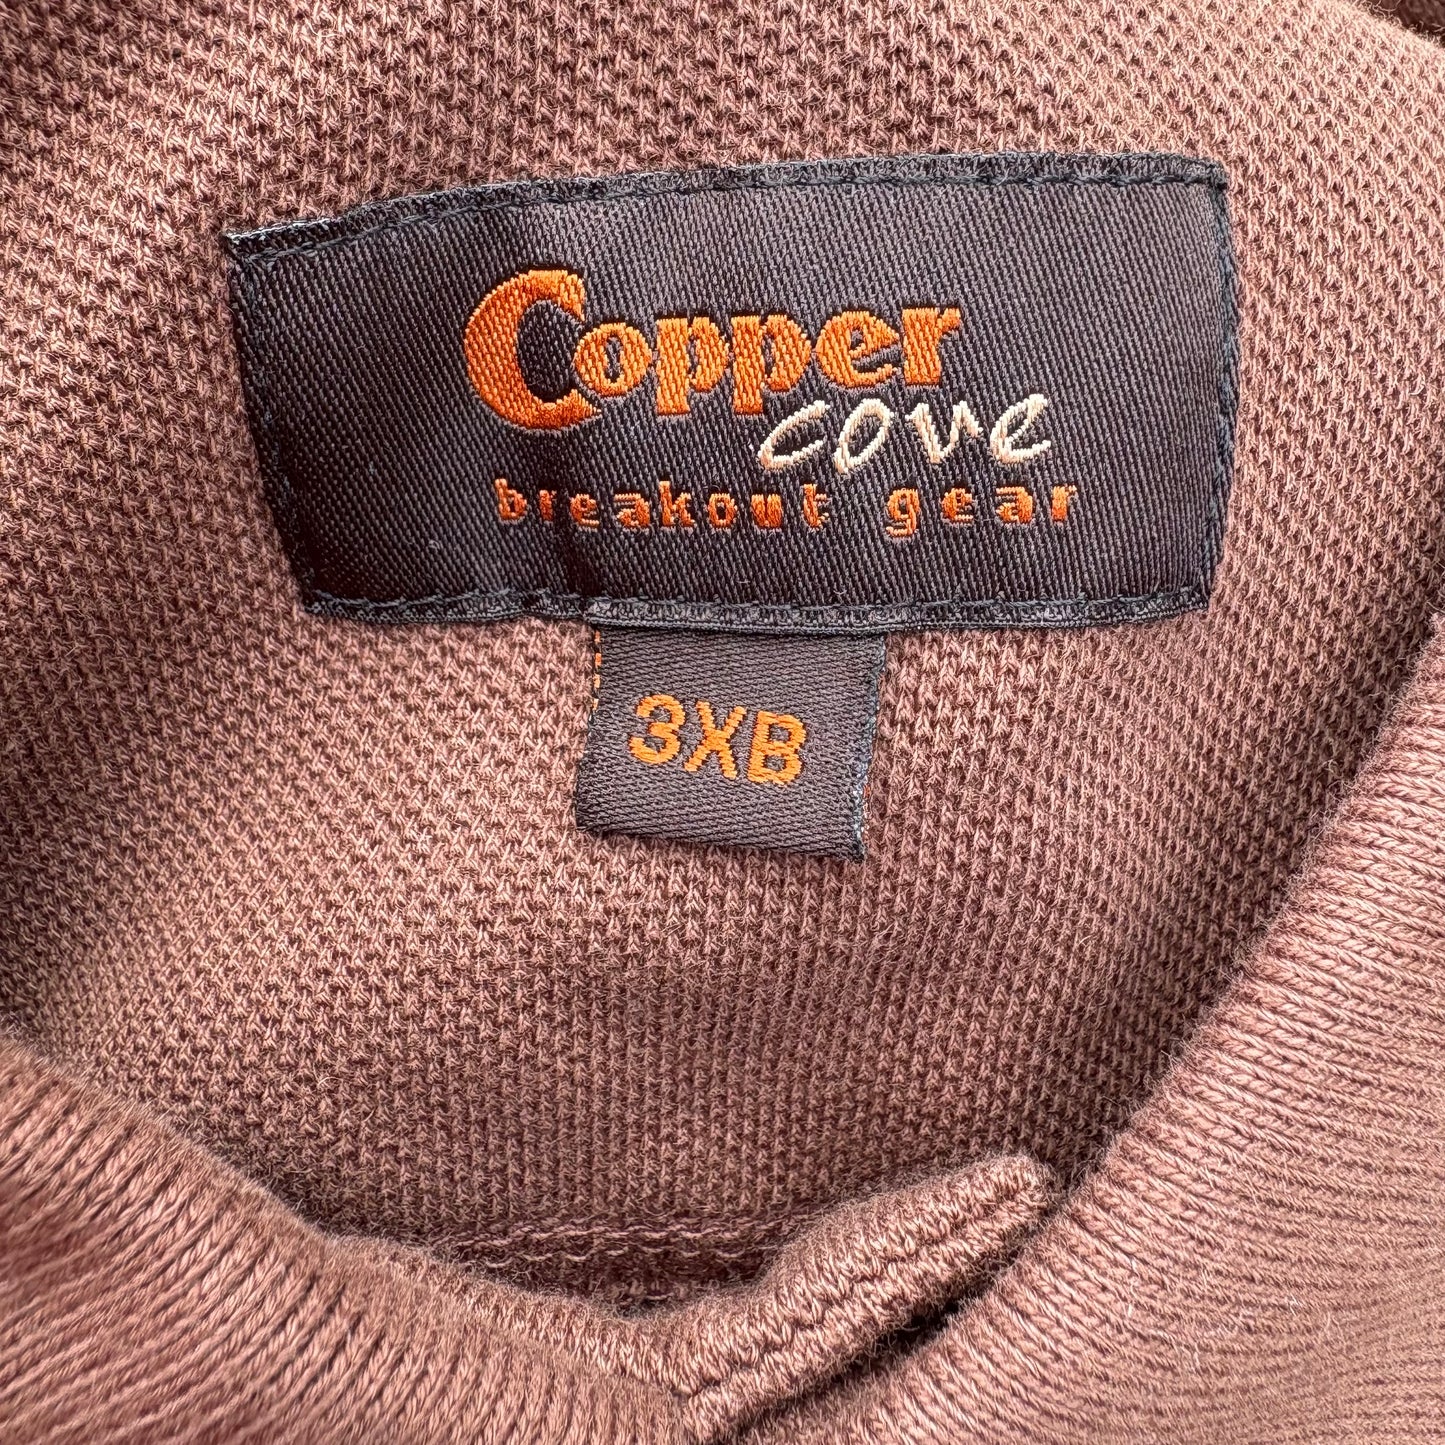 Copper
cove
breakout gear
3XB